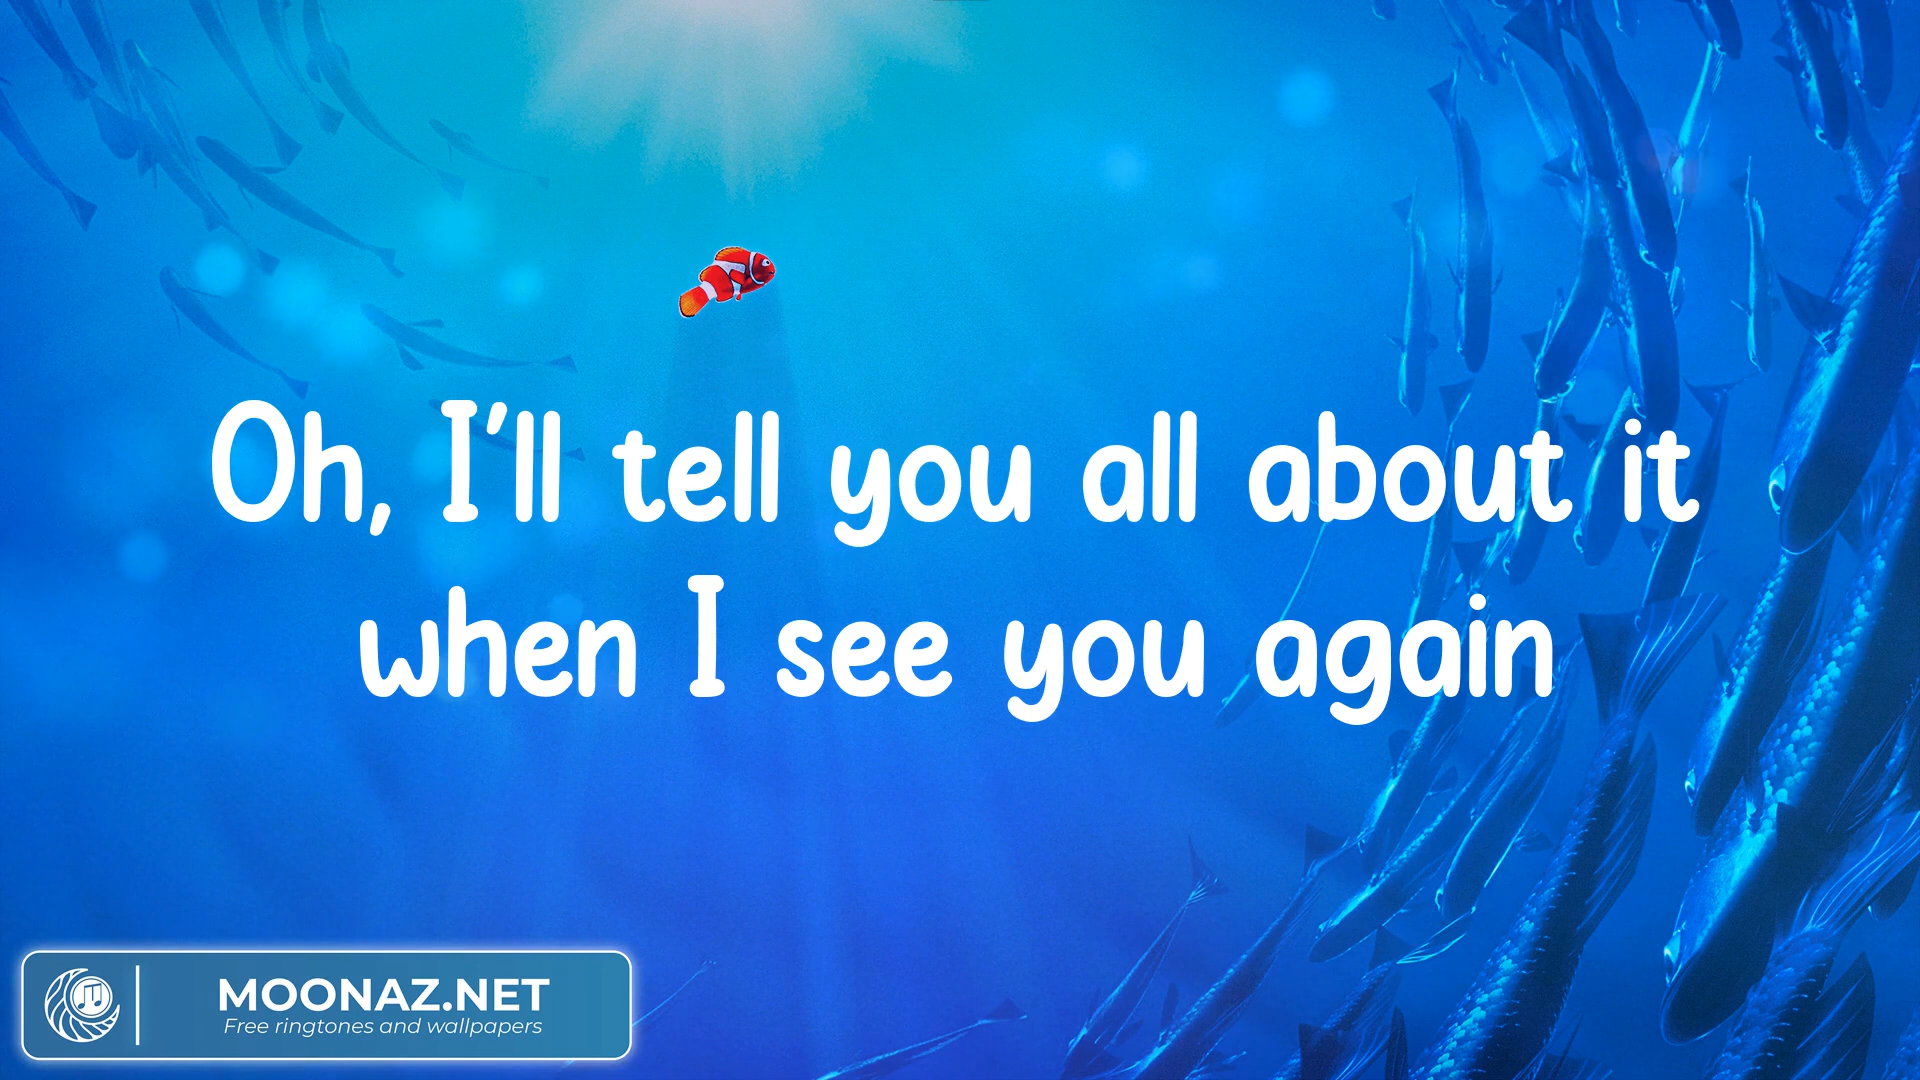 Oh, I'll tell you all about it
when I see you again
MOONAZ.NET
Free ringtones and wallpapers